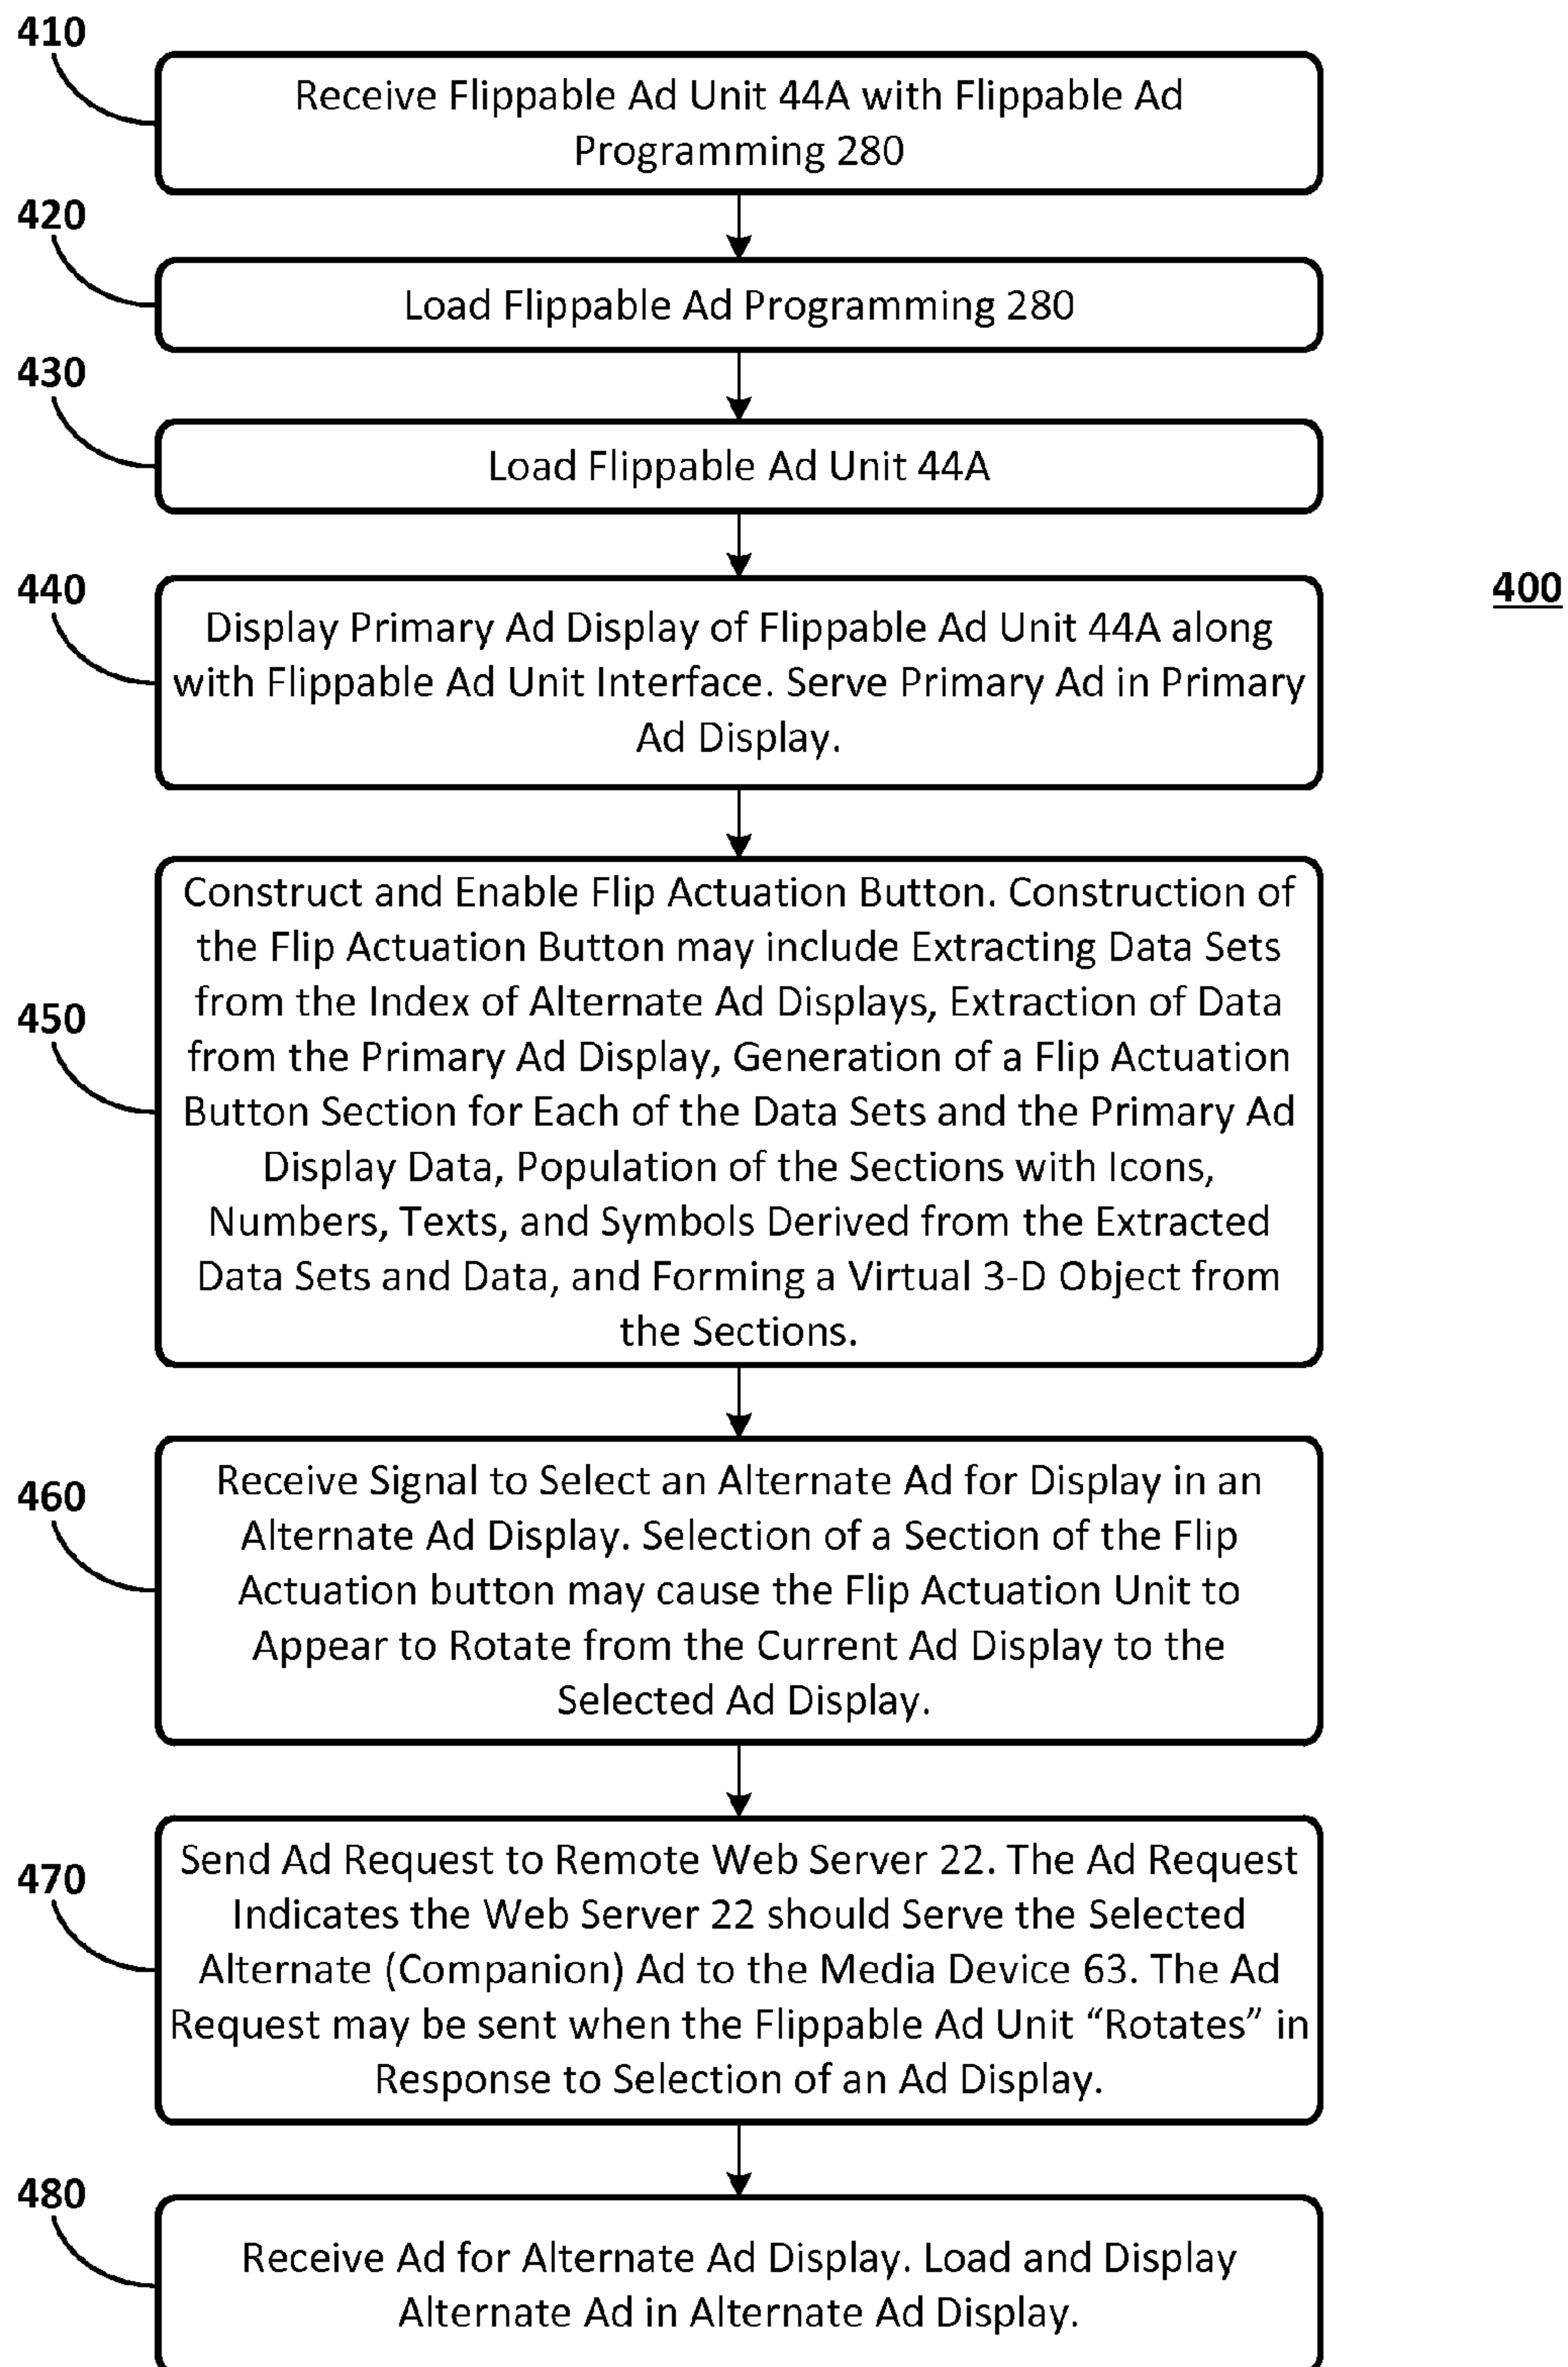 410
Receive Flippable Ad Unit 44A with Flippable Ad
Programming 280
420
Load Flippable Ad Programming 280
430
Load Flippable Ad Unit 44A
440
400
Display Primary Ad Display of Flippable Ad Unit 44A along
with Flippable Ad Unit Interface. Serve Primary Ad in Primary
Ad Display.
450
Construct and Enable Flip Actuation Button. Construction of
the Flip Actuation Button may include Extracting Data Sets
from the Index of Alternate Ad Displays, Extraction of Data
from the Primary Ad Display, Generation of a Flip Actuation
Button Section for Each of the Data Sets and the Primary Ad
Display Data, Population of the Sections with Icons,
Numbers, Texts, and Symbols Derived from the Extracted
Data Sets and Data, and Forming a Virtual 3-D Object from
the Sections.
460
Receive Signal to Select an Alternate Ad for Display in an
Alternate Ad Display. Selection of a Section of the Flip
Actuation button may cause the Flip Actuation Unit to
Appear to Rotate from the Current Ad Display to the
Selected Ad Display.
470
Send Ad Request to Remote Web Server 22. The Ad Request
Indicates the Web Server 22 should Serve the Selected
Alternate (Companion) Ad to the Media Device 63. The Ad
Request may be sent when the Flippable Ad Unit “Rotates” in
Response to Selection of an Ad Display.
480
Receive Ad for Alternate Ad Display. Load and Display
Alternate Ad in Alternate Ad Display.